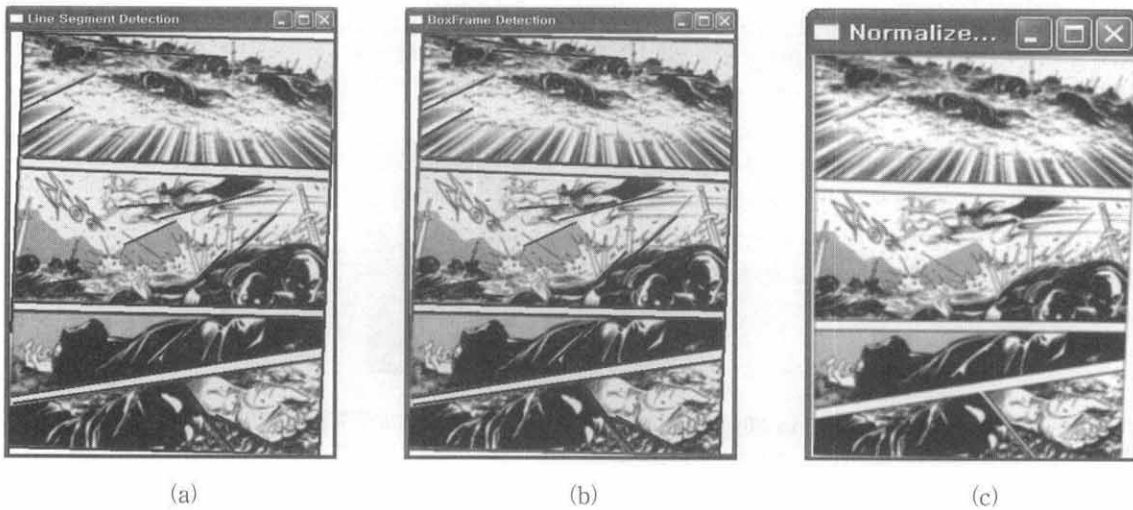 Line Segment Detection
BoxFrame Detection
Normalize...
(a)
(b)
(c)